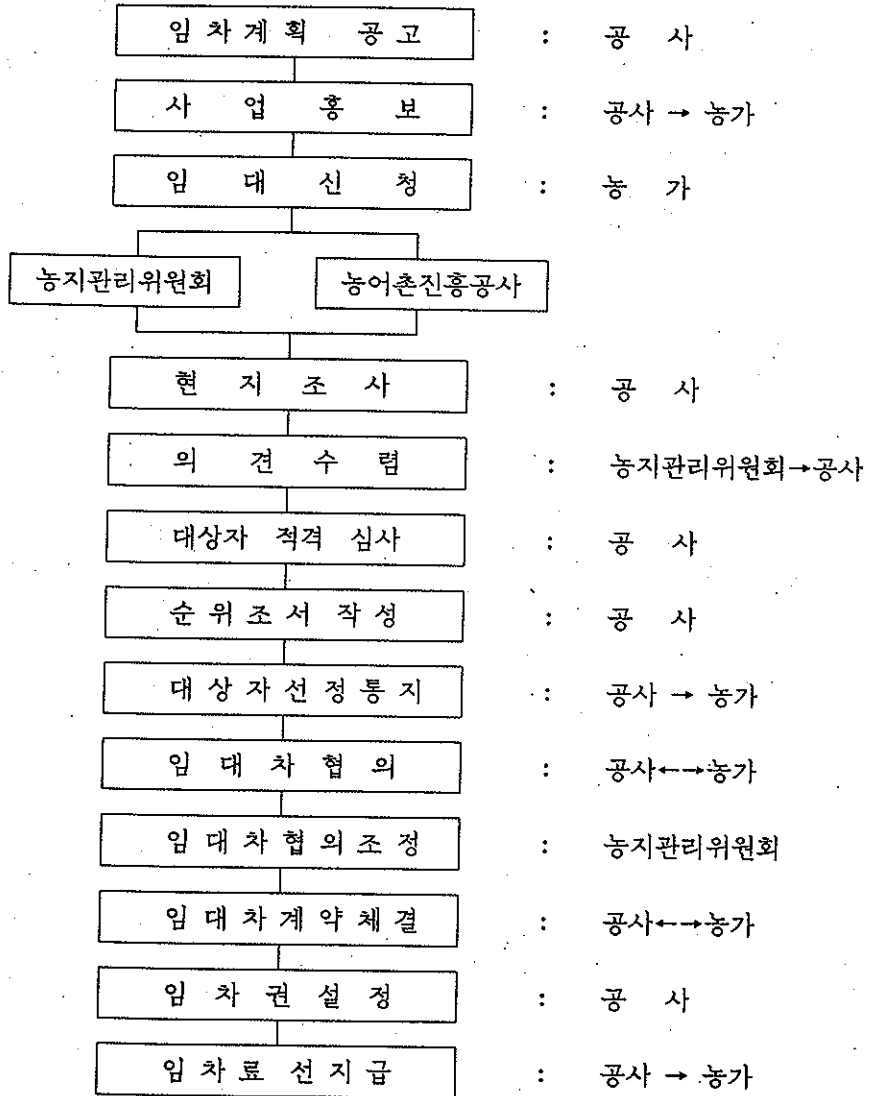 임 차 계 획 공 고 : 공 사
사 업 홍 보 : 공사 → 농가
임 대 신 청 : 농 가
농지관리위원회 농어촌진흥공사
현 지 조 사 : 공 사
의 견 수 렴 : 농지관리위원회→공사
대상자 적격 심사 : 공 사
순 위 조 서 작 성 : 공 사
대 상 자 선 정 통 지 : 공사 → 농가
임 대 차 협 의 : 공사←→농가
임 대 차 협 의 조 정 : 농지관리위원회
임 대 차 계 약 체 결 : 공사←→농가
임 차 권 설 정 : 공 사
임 차 료 선 지 급 : 공사 → 농가